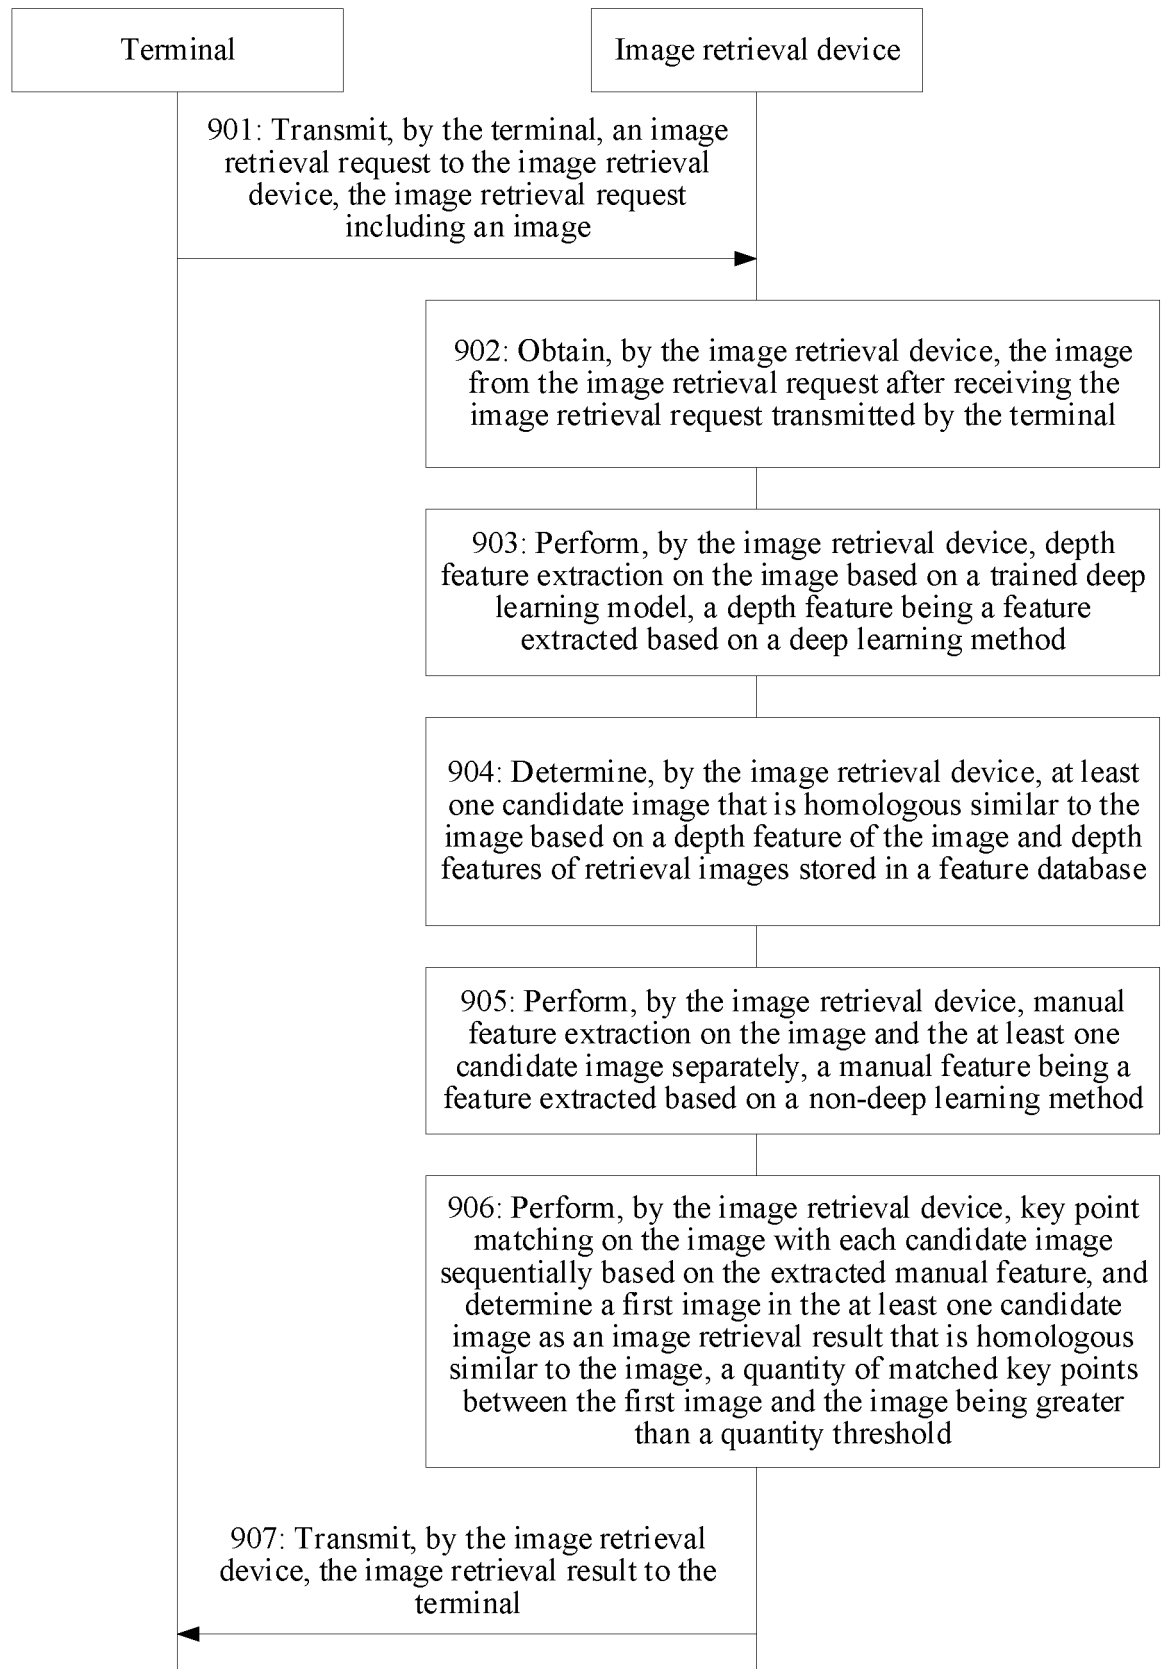 Terminal
Image retrieval device
901: Transmit, by the terminal, an image
retrieval request to the image retrieval
device, the image retrieval request
including an image
902: Obtain, by the image retrieval device, the image
from the image retrieval request after receiving the
image retrieval request transmitted by the terminal
903: Perform, by the image retrieval device, depth
feature extraction on the image based on a trained deep
learning model, a depth feature being a feature
extracted based on a deep learning method
904: Determine, by the image retrieval device, at least
one candidate image that is homologous similar to the
image based on a depth feature of the image and depth
features of retrieval images stored in a feature database
905: Perform, by the image retrieval device, manual
feature extraction on the image and the at least one
candidate image separately, a manual feature being a
feature extracted based on a non-deep learning method
906: Perform, by the image retrieval device, key point
matching on the image with each candidate image
sequentially based on the extracted manual feature, and
determine a first image in the at least one candidate
image as an image retrieval result that is homologous
similar to the image, a quantity of matched key points
between the first image and the image being greater
than a quantity threshold
907: Transmit, by the image retrieval
device, the image retrieval result to the
terminal